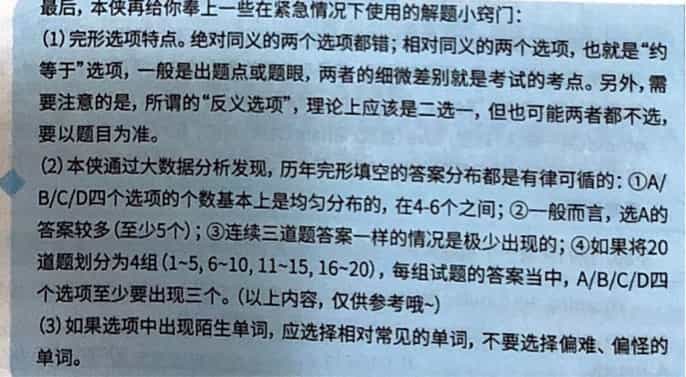 最后，本侠再给你奉上一些在紧急情况下使用的解题小窍门：
(1)完形选项特点。绝对同义的两个选项都错；相对同义的两个选项，也就是“约
等于”选项，一般是出题点或题眼，两者的细微差别就是考试的考点。另外，需
要注意的是，所谓的“反义选项”，理论上应该是二选一，但也可能两者都不选，
要以题目为准。
(2)本侠通过大数据分析发现，历年完形填空的答案分布都是有律可循的：①A/
B/C/D四个选项的个数基本上是均匀分布的，在4-6个之间；②一般而言，选A的
答案较多(至少5个)；③连续三道题答案一样的情况是极少出现的；④如果将20
道题划分为4组(1~5, 6~10, 11~15, 16~20)，每组试题的答案当中，A/B/C/D四
个选项至少要出现三个。(以上内容，仅供参考哦~)
(3)如果选项中出现陌生单词，应选择相对常见的单词，不要选择偏难、偏怪的
单词。